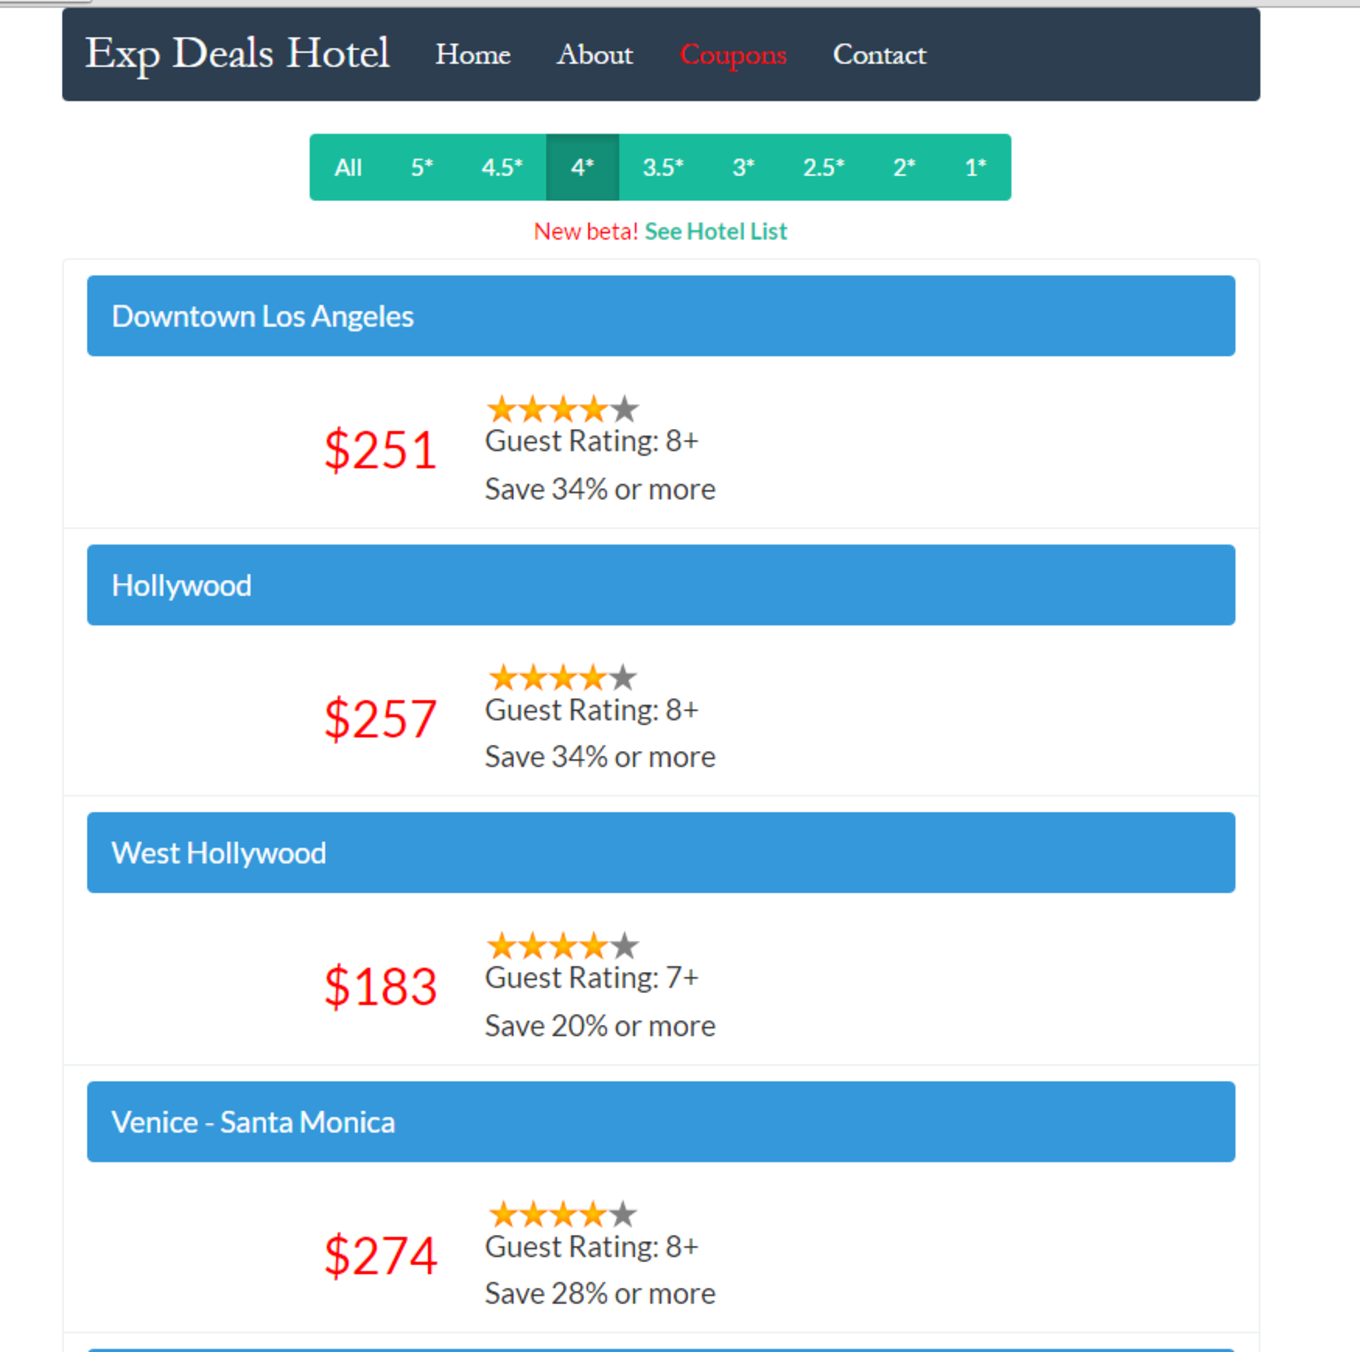 Exp Deals Hotel Home About Coupons Contact
All 5* 4.5* 4* 3.5* 3* 2.5* 2* 1*
New beta! See Hotel List
Downtown Los Angeles
$251
Guest Rating: 8+
Save 34% or more
Hollywood
$257
Guest Rating: 8+
Save 34% or more
West Hollywood
$183
Guest Rating: 7+
Save 20% or more
Venice - Santa Monica
$274
Guest Rating: 8+
Save 28% or more